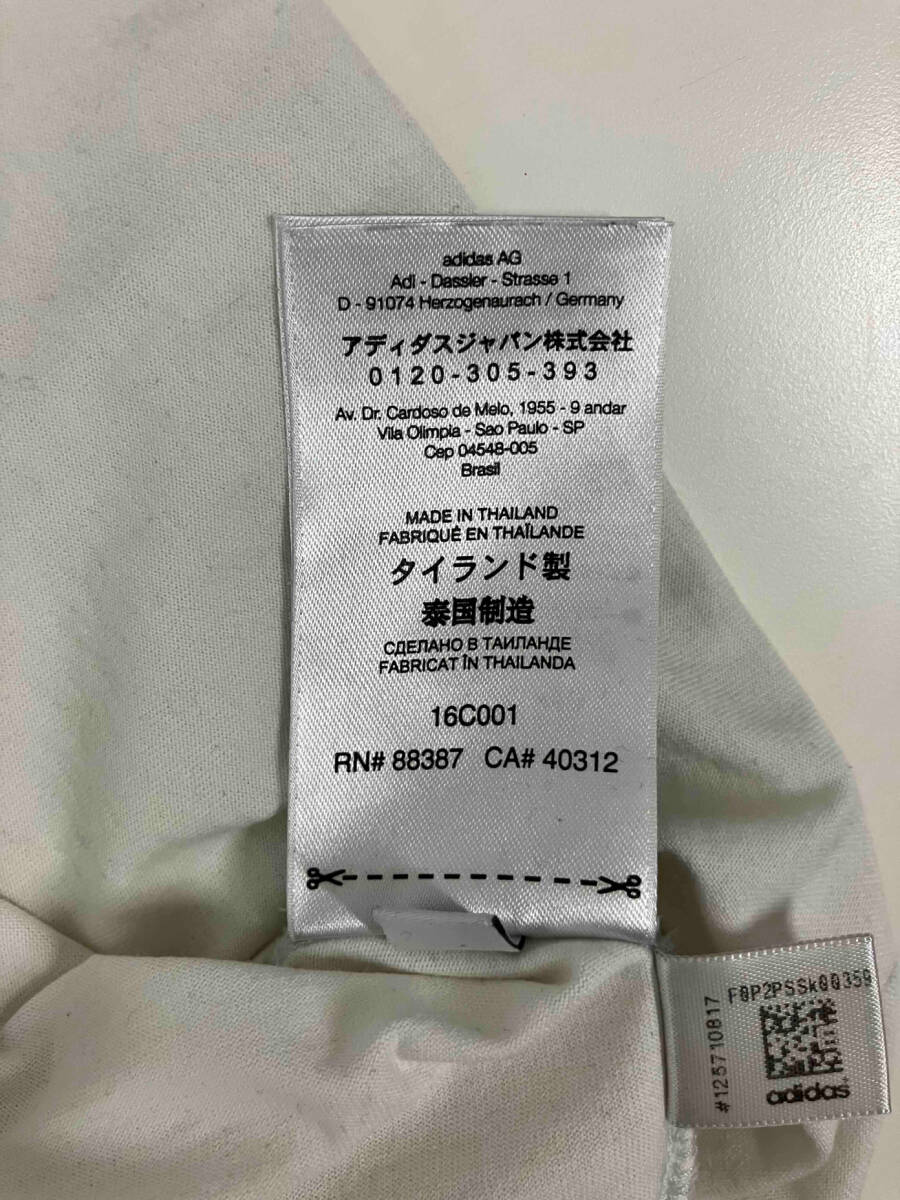 adidas AG
Adi - Dassler - Strasse 1
D - 91074 Herzogenaurach / Germany
アディダスジャパン株式会社
0120-305-393
Av. Dr. Cardoso de Melo, 1955 - 9 andar
Vila Olimpia - Sao Paulo - SP
Cep 04548-005
Brasil
MADE IN THAILAND
FABRIQUÉ EN THAÏLANDE
タイランド製
泰国制造
СДЕЛАНО В ТАИЛАНДЕ
FABRICAT ÎN THAILANDA
16C001
RN# 88387 CA# 40312
#125710817
F0P2PSSk00359
adidas